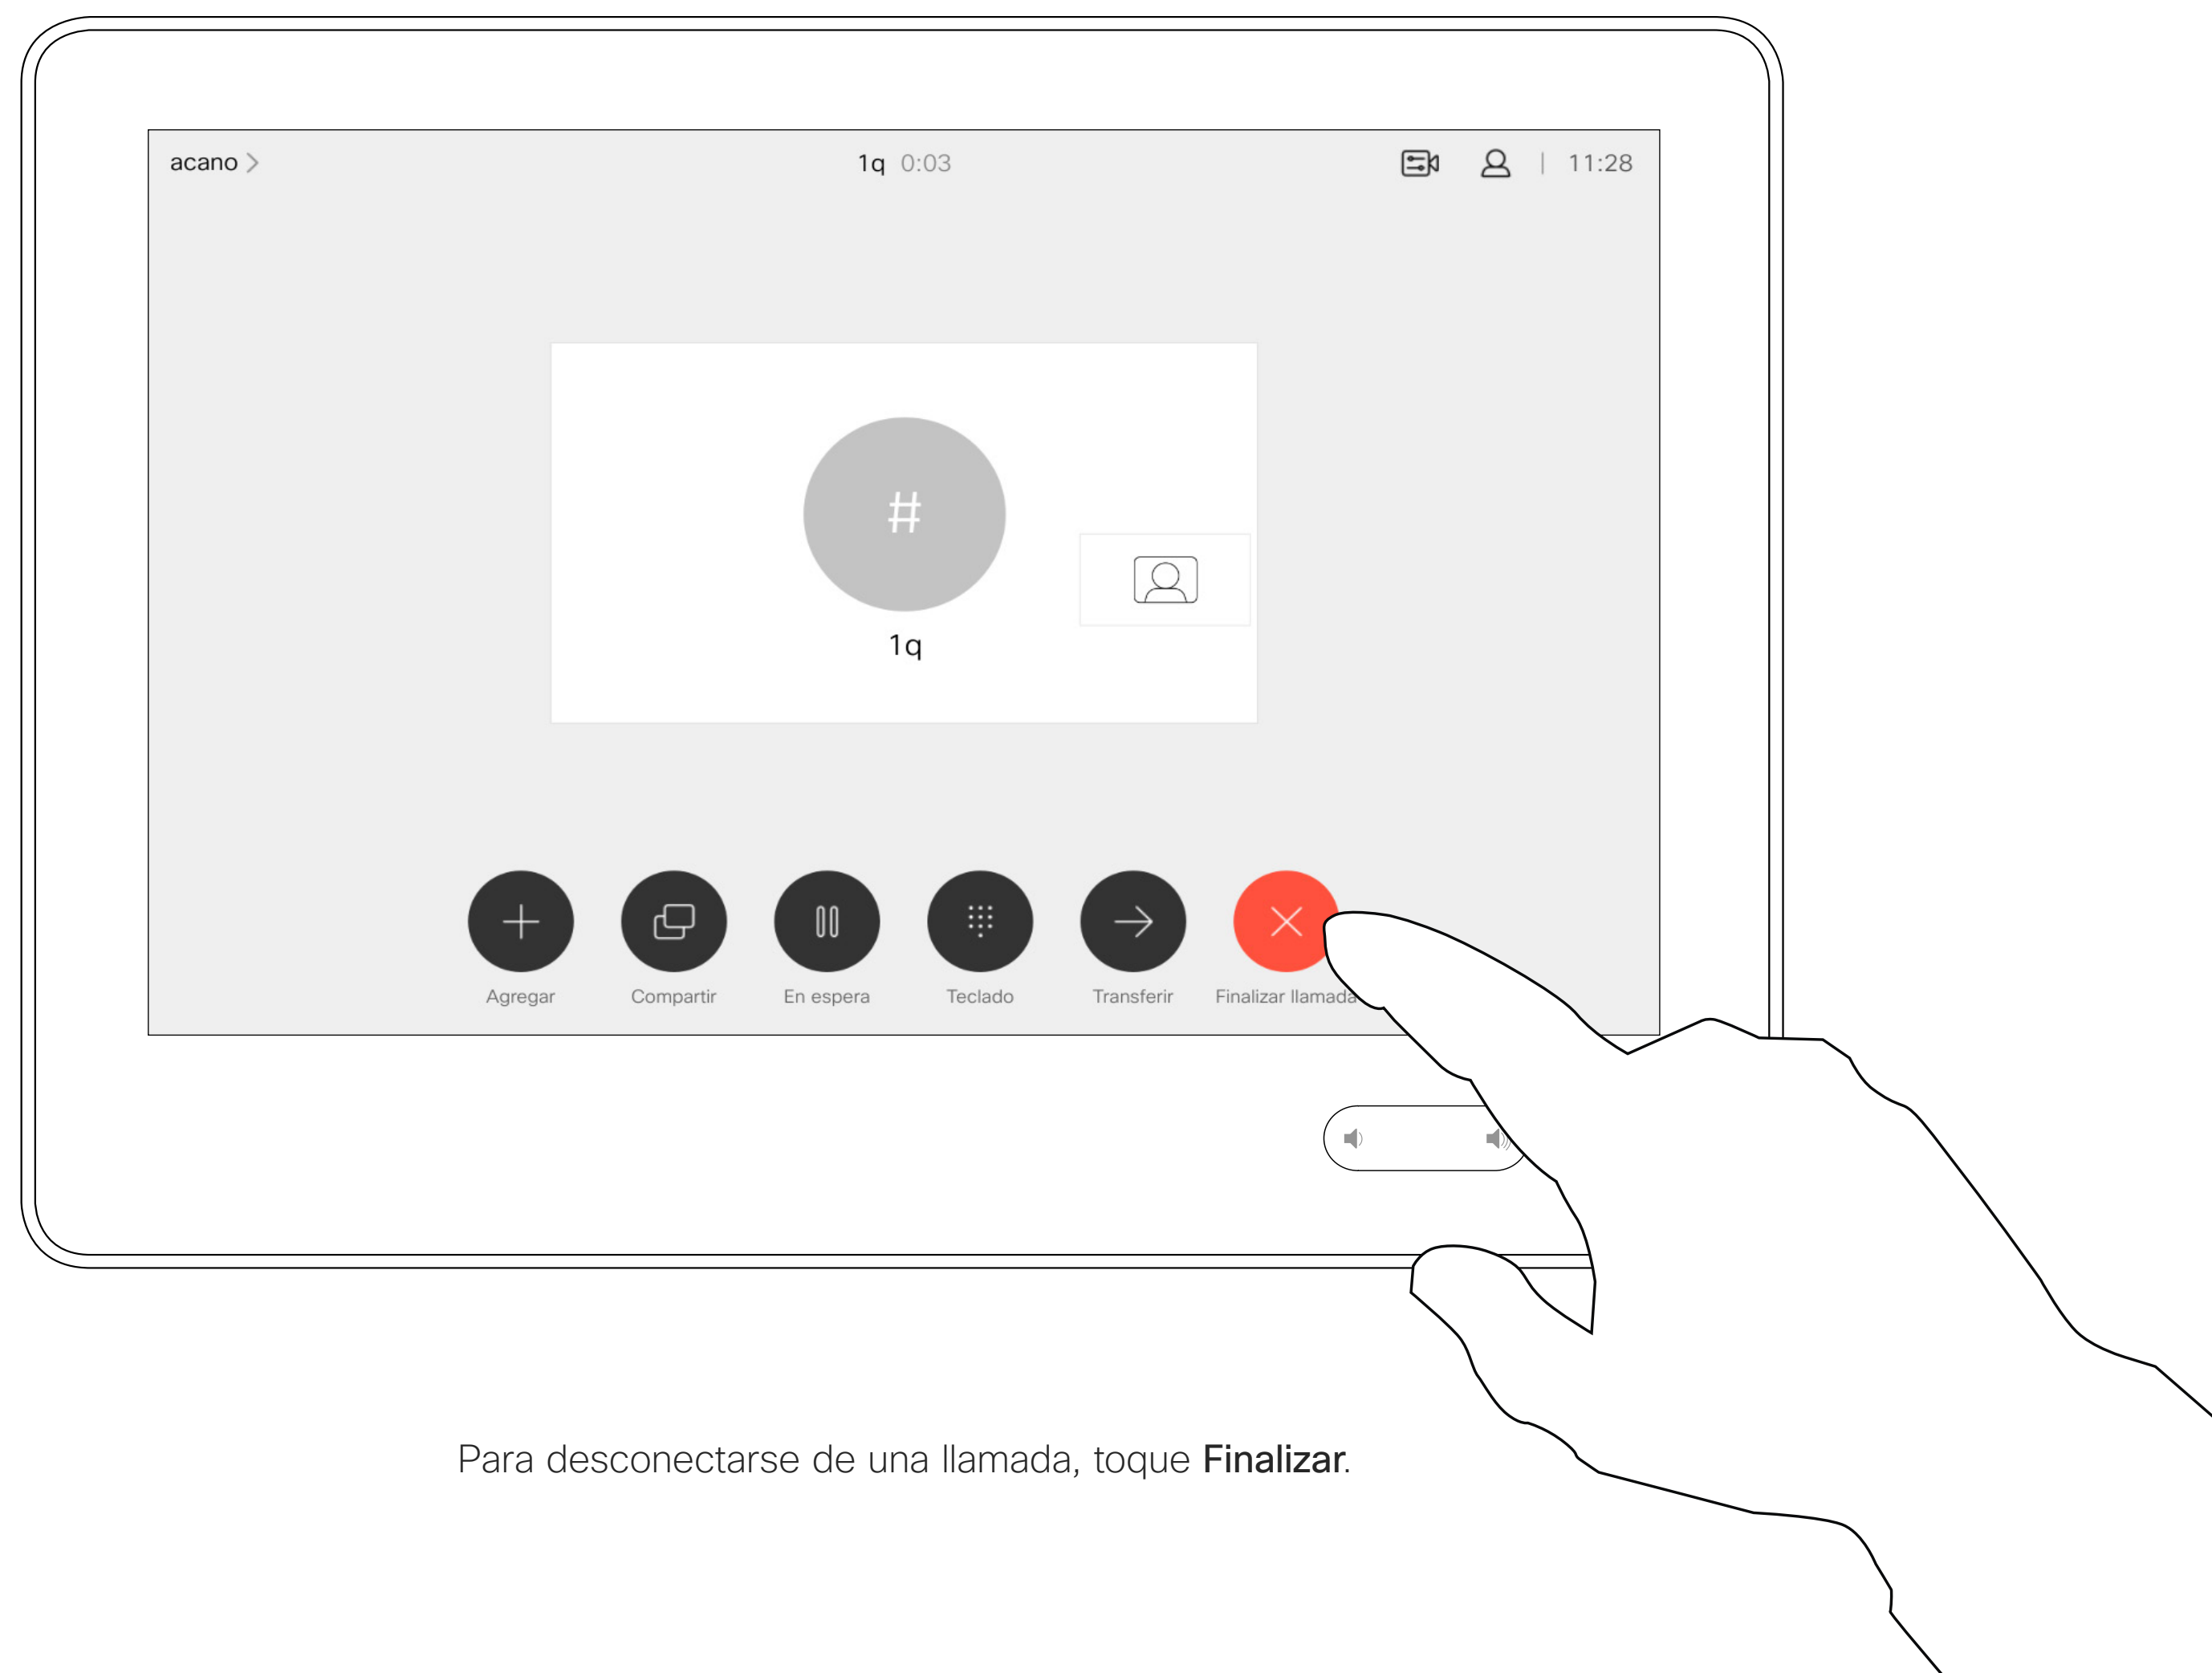 acano
1q 0:03
11:28
#
1q
Agregar
Compartir
En espera
Teclado
Transferir
Finalizar llamada
Para desconectarse de una llamada, toque Finalizar.